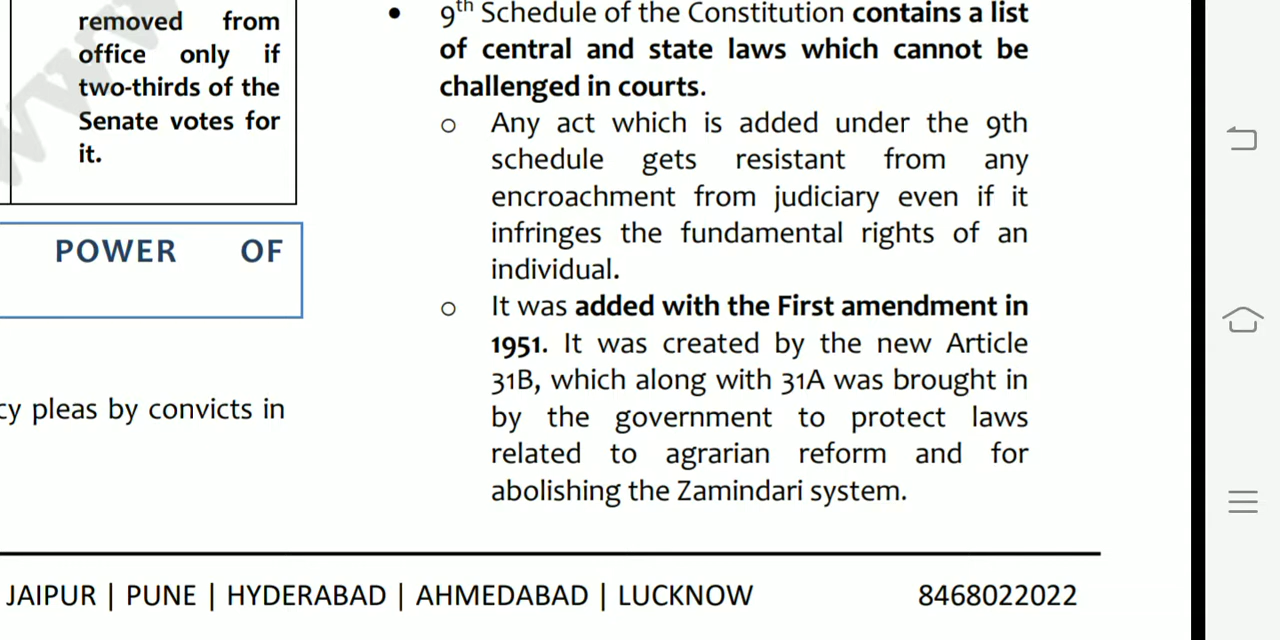 removed from
office only if
two-thirds of the
Senate votes for
it.
POWER OF
cy pleas by convicts in
• 9th Schedule of the Constitution contains a list
of central and state laws which cannot be
challenged in courts.
o Any act which is added under the 9th
schedule gets resistant from any
encroachment from judiciary even if it
infringes the fundamental rights of an
individual.
o It was added with the First amendment in
1951. It was created by the new Article
31B, which along with 31A was brought in
by the government to protect laws
related to agrarian reform and for
abolishing the Zamindari system.
JAIPUR | PUNE | HYDERABAD | AHMEDABAD | LUCKNOW 8468022022